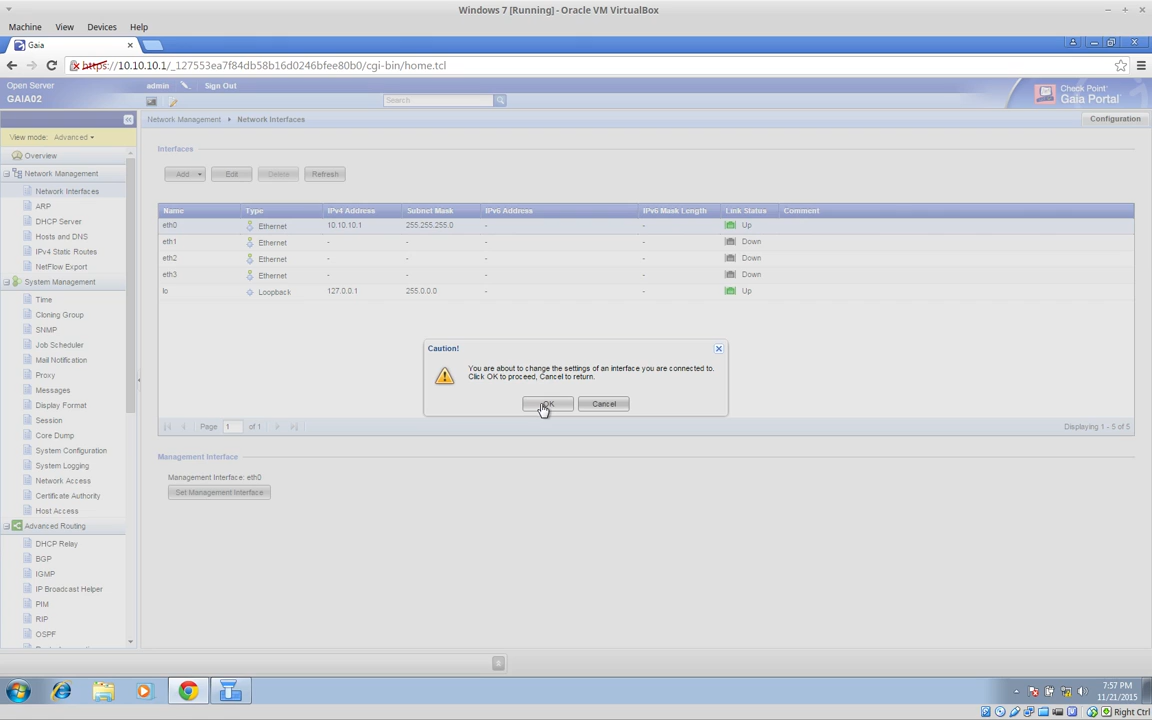 Windows 7 [Running] - Oracle VM VirtualBox
Machine View Devices Help
Gaia
https://10.10.10.1/_127553ea7f84db58b16d0246bfee80b0/cgi-bin/home.tcl
Open Server
GAIA02
admin Sign Out
Search
Check Point
Gaia Portal
Network Management Network Interfaces
Configuration
View mode: Advanced
Overview
Network Management
Network Interfaces
ARP
DHCP Server
Hosts and DNS
IPv4 Static Routes
NetFlow Export
System Management
Time
Cloning Group
SNMP
Job Scheduler
Mail Notification
Proxy
Messages
Display Format
Session
Core Dump
System Configuration
System Logging
Network Access
Certificate Authority
Host Access
Advanced Routing
DHCP Relay
BGP
IGMP
IP Broadcast Helper
PIM
RIP
OSPF
Interfaces
Add Edit Delete Refresh
Name Type IPv4 Address Subnet Mask IPv6 Address IPv6 Mask Length Link Status Comment
eth0 Ethernet 10.10.10.1 255.255.255.0 - - Up
eth1 Ethernet - - - - Down
eth2 Ethernet - - - - Down
eth3 Ethernet - - - - Down
lo Loopback 127.0.0.1 255.0.0.0 - - Up
Caution!
You are about to change the settings of an interface you are connected to.
Click OK to proceed, Cancel to return.
OK Cancel
Page 1 of 1
Displaying 1 - 5 of 5
Management Interface
Management Interface: eth0
Set Management Interface
7:57 PM
11/21/2015
Right Ctrl